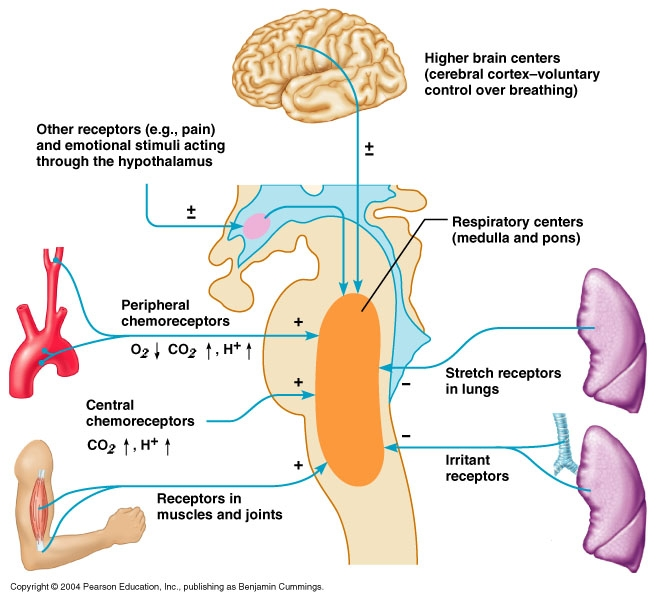 Higher brain centers
(cerebral cortex–voluntary
control over breathing)
Other receptors (e.g., pain)
and emotional stimuli acting
through the hypothalamus
±
±
Respiratory centers
(medulla and pons)
Peripheral
chemoreceptors
+
O2 ↓ CO2 ↑, H+ ↑
Stretch receptors
in lungs
–
Central
chemoreceptors
+
CO2 ↑, H+ ↑
–
Irritant
receptors
+
Receptors in
muscles and joints
Copyright © 2004 Pearson Education, Inc., publishing as Benjamin Cummings.